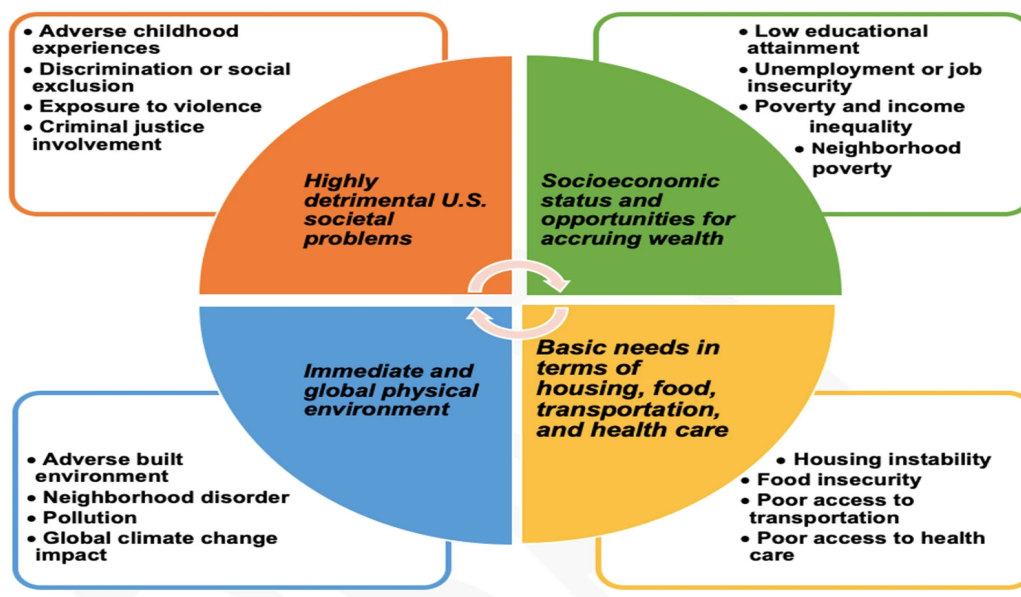 • Adverse childhood
experiences
• Discrimination or social
exclusion
• Exposure to violence
• Criminal justice
involvement
• Low educational
attainment
• Unemployment or job
insecurity
• Poverty and income
inequality
• Neighborhood
poverty
Highly
detrimental U.S.
societal
problems
Socioeconomic
status and
opportunities for
accruing wealth
Immediate and
global physical
environment
Basic needs in
terms of
housing, food,
transportation,
and health care
• Adverse built
environment
• Neighborhood disorder
• Pollution
• Global climate change
impact
• Housing instability
• Food insecurity
• Poor access to
transportation
• Poor access to health
care